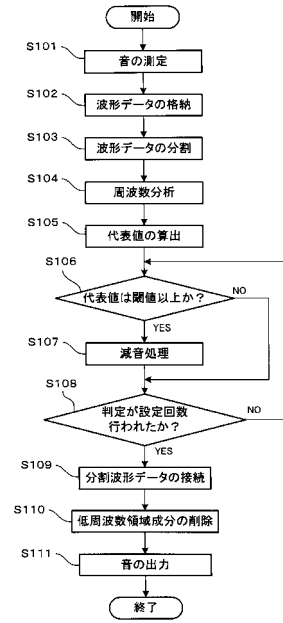 開始
S101
音の測定
S102
波形データの格納
S103
波形データの分割
S104
周波数分析
S105
代表値の算出
S106
代表値は閾値以上か?
NO
YES
S107
減音処理
S108
判定が設定回数
行われたか?
NO
YES
S109
分割波形データの接続
S110
低周波数領域成分の削除
S111
音の出力
終了